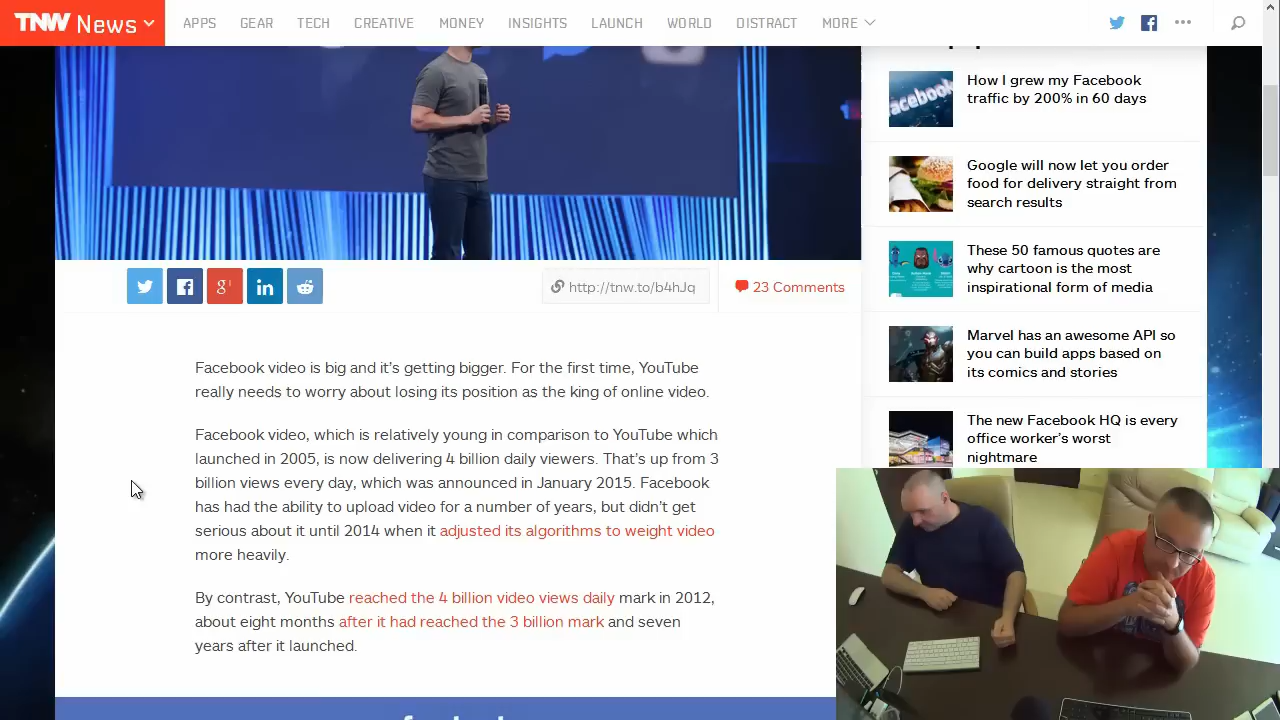 TNW News
APPS GEAR TECH CREATIVE MONEY INSIGHTS LAUNCH WORLD DISTRACT MORE
How I grew my Facebook
traffic by 200% in 60 days
Google will now let you order
food for delivery straight from
search results
These 50 famous quotes are
why cartoon is the most
inspirational form of media
Marvel has an awesome API so
you can build apps based on
its comics and stories
The new Facebook HQ is every
office worker's worst
nightmare
http://tnw.to/b4hJq
23 Comments
Facebook video is big and it's getting bigger. For the first time, YouTube
really needs to worry about losing its position as the king of online video.
Facebook video, which is relatively young in comparison to YouTube which
launched in 2005, is now delivering 4 billion daily viewers. That's up from 3
billion views every day, which was announced in January 2015. Facebook
has had the ability to upload video for a number of years, but didn't get
serious about it until 2014 when it adjusted its algorithms to weight video
more heavily.
By contrast, YouTube reached the 4 billion video views daily mark in 2012,
about eight months after it had reached the 3 billion mark and seven
years after it launched.